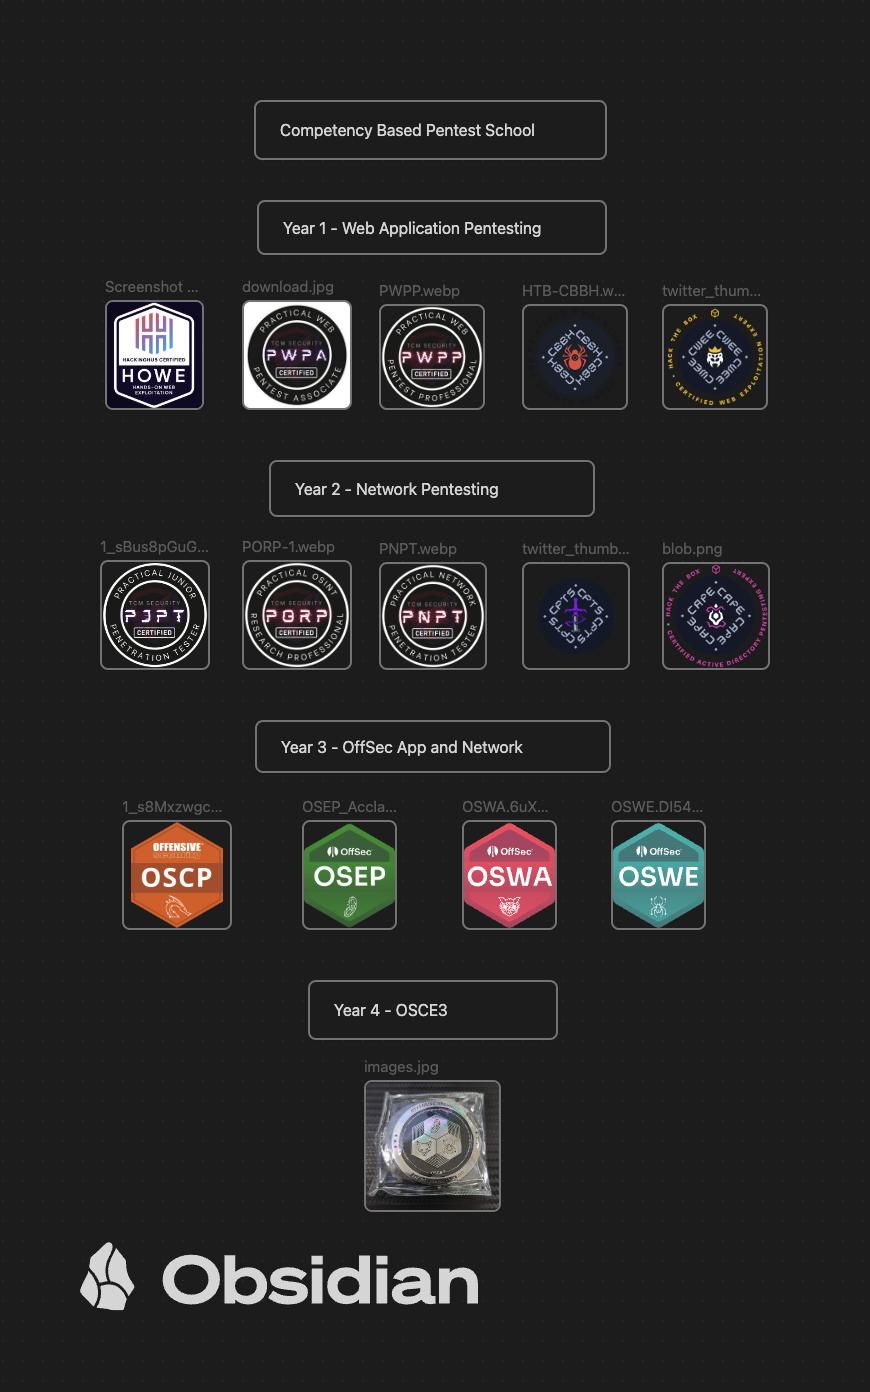 Competency Based Pentest School
Year 1 - Web Application Pentesting
Screenshot ...
download.jpg
PWPP.webp
HTB-CBBH.w...
twitter_thum...
HACKINGHUB CERTIFIED
HOWE
HANDS-ON WEB
EXPLOITATION
PRACTICAL WEB
TCM SECURITY
PWPA
CERTIFIED
PENTEST ASSOCIATE
PRACTICAL WEB
TCM SECURITY
PWPP
CERTIFIED
PENTEST PROFESSIONAL
CBBH CBBH CBBH CBBH
HACK THE BOX
CWEE CWEE CWEE CWEE
CERTIFIED WEB EXPLOITATION EXPERT
Year 2 - Network Pentesting
1_sBus8pGuG...
PORP-1.webp
PNPT.webp
twitter_thumb...
blob.png
PRACTICAL JUNIOR
TCM SECURITY
PJPT
CERTIFIED
PENETRATION TESTER
PRACTICAL OSINT
TCM SECURITY
PORP
CERTIFIED
RESEARCH PROFESSIONAL
PRACTICAL NETWORK
TCM SECURITY
PNPT
CERTIFIED
PENETRATION TESTER
CPTS CPTS CPTS CPTS
HACK THE BOX
CAPE CAPE CAPE CAPE
CERTIFIED ACTIVE DIRECTORY PENTESTING EXPERT
Year 3 - OffSec App and Network
1_s8Mxzwgc...
OSEP_Accla...
OSWA.6uX...
OSWE.DI54...
OFFENSIVE
security
OSCP
OffSec
OSEP
OffSec
OSWA
OffSec
OSWE
Year 4 - OSCE3
images.jpg
Obsidian